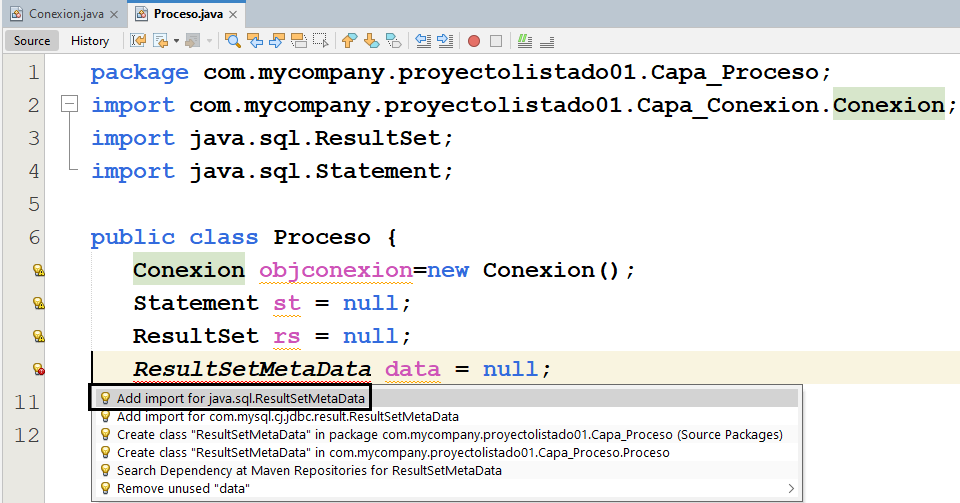 Conexion.java Proceso.java
Source History
1 package com.mycompany.proyectolistado01.Capa_Proceso;
2 import com.mycompany.proyectolistado01.Capa_Conexion.Conexion;
3 import java.sql.ResultSet;
4 import java.sql.Statement;
5
6 public class Proceso {
Conexion objconexion=new Conexion();
Statement st = null;
ResultSet rs = null;
ResultSetMetaData data = null;
11
12
Add import for java.sql.ResultSetMetaData
Add import for com.mysql.cj.jdbc.result.ResultSetMetaData
Create class "ResultSetMetaData" in package com.mycompany.proyectolistado01.Capa_Proceso (Source Packages)
Create class "ResultSetMetaData" in com.mycompany.proyectolistado01.Capa_Proceso.Proceso
Search Dependency at Maven Repositories for ResultSetMetaData
Remove unused "data"